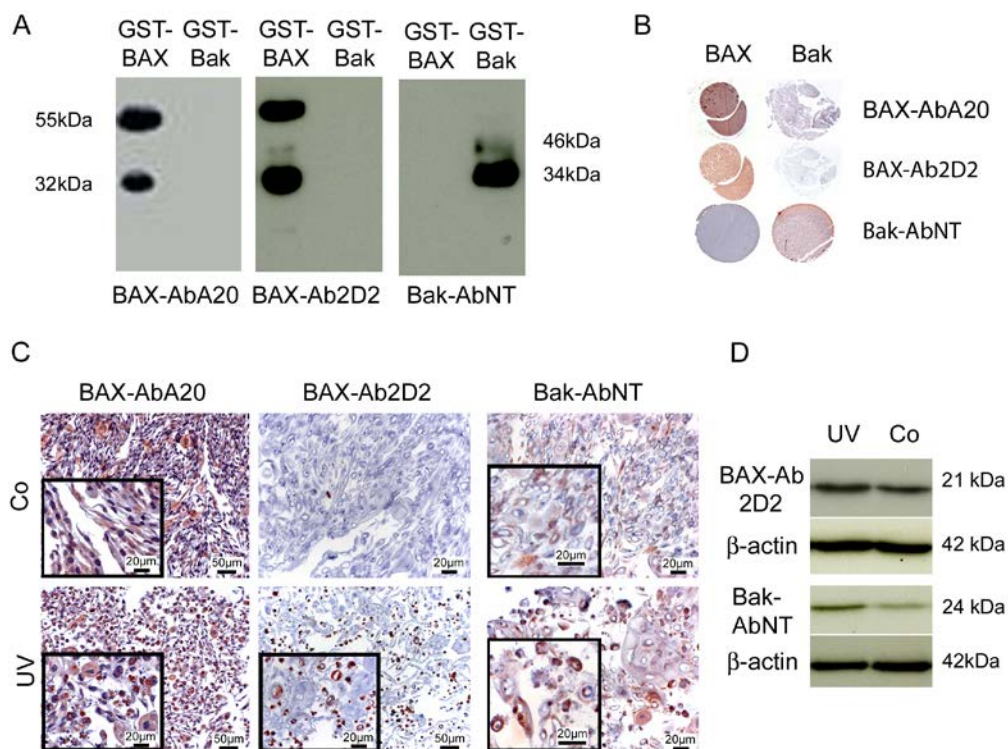 A
GST-BAX GST-Bak GST-BAX GST-Bak GST-BAX GST-Bak
55kDa
32kDa
46kDa
34kDa
BAX-AbA20 BAX-Ab2D2 Bak-AbNT
B
BAX Bak
BAX-AbA20
BAX-Ab2D2
Bak-AbNT
C
BAX-AbA20 BAX-Ab2D2 Bak-AbNT
Co
20µm 50µm 20µm 20µm 20µm
UV
20µm 50µm 20µm 50µm 20µm 20µm
D
UV Co
BAX-Ab
2D2
21 kDa
β-actin 42 kDa
Bak-
AbNT
24 kDa
β-actin 42kDa